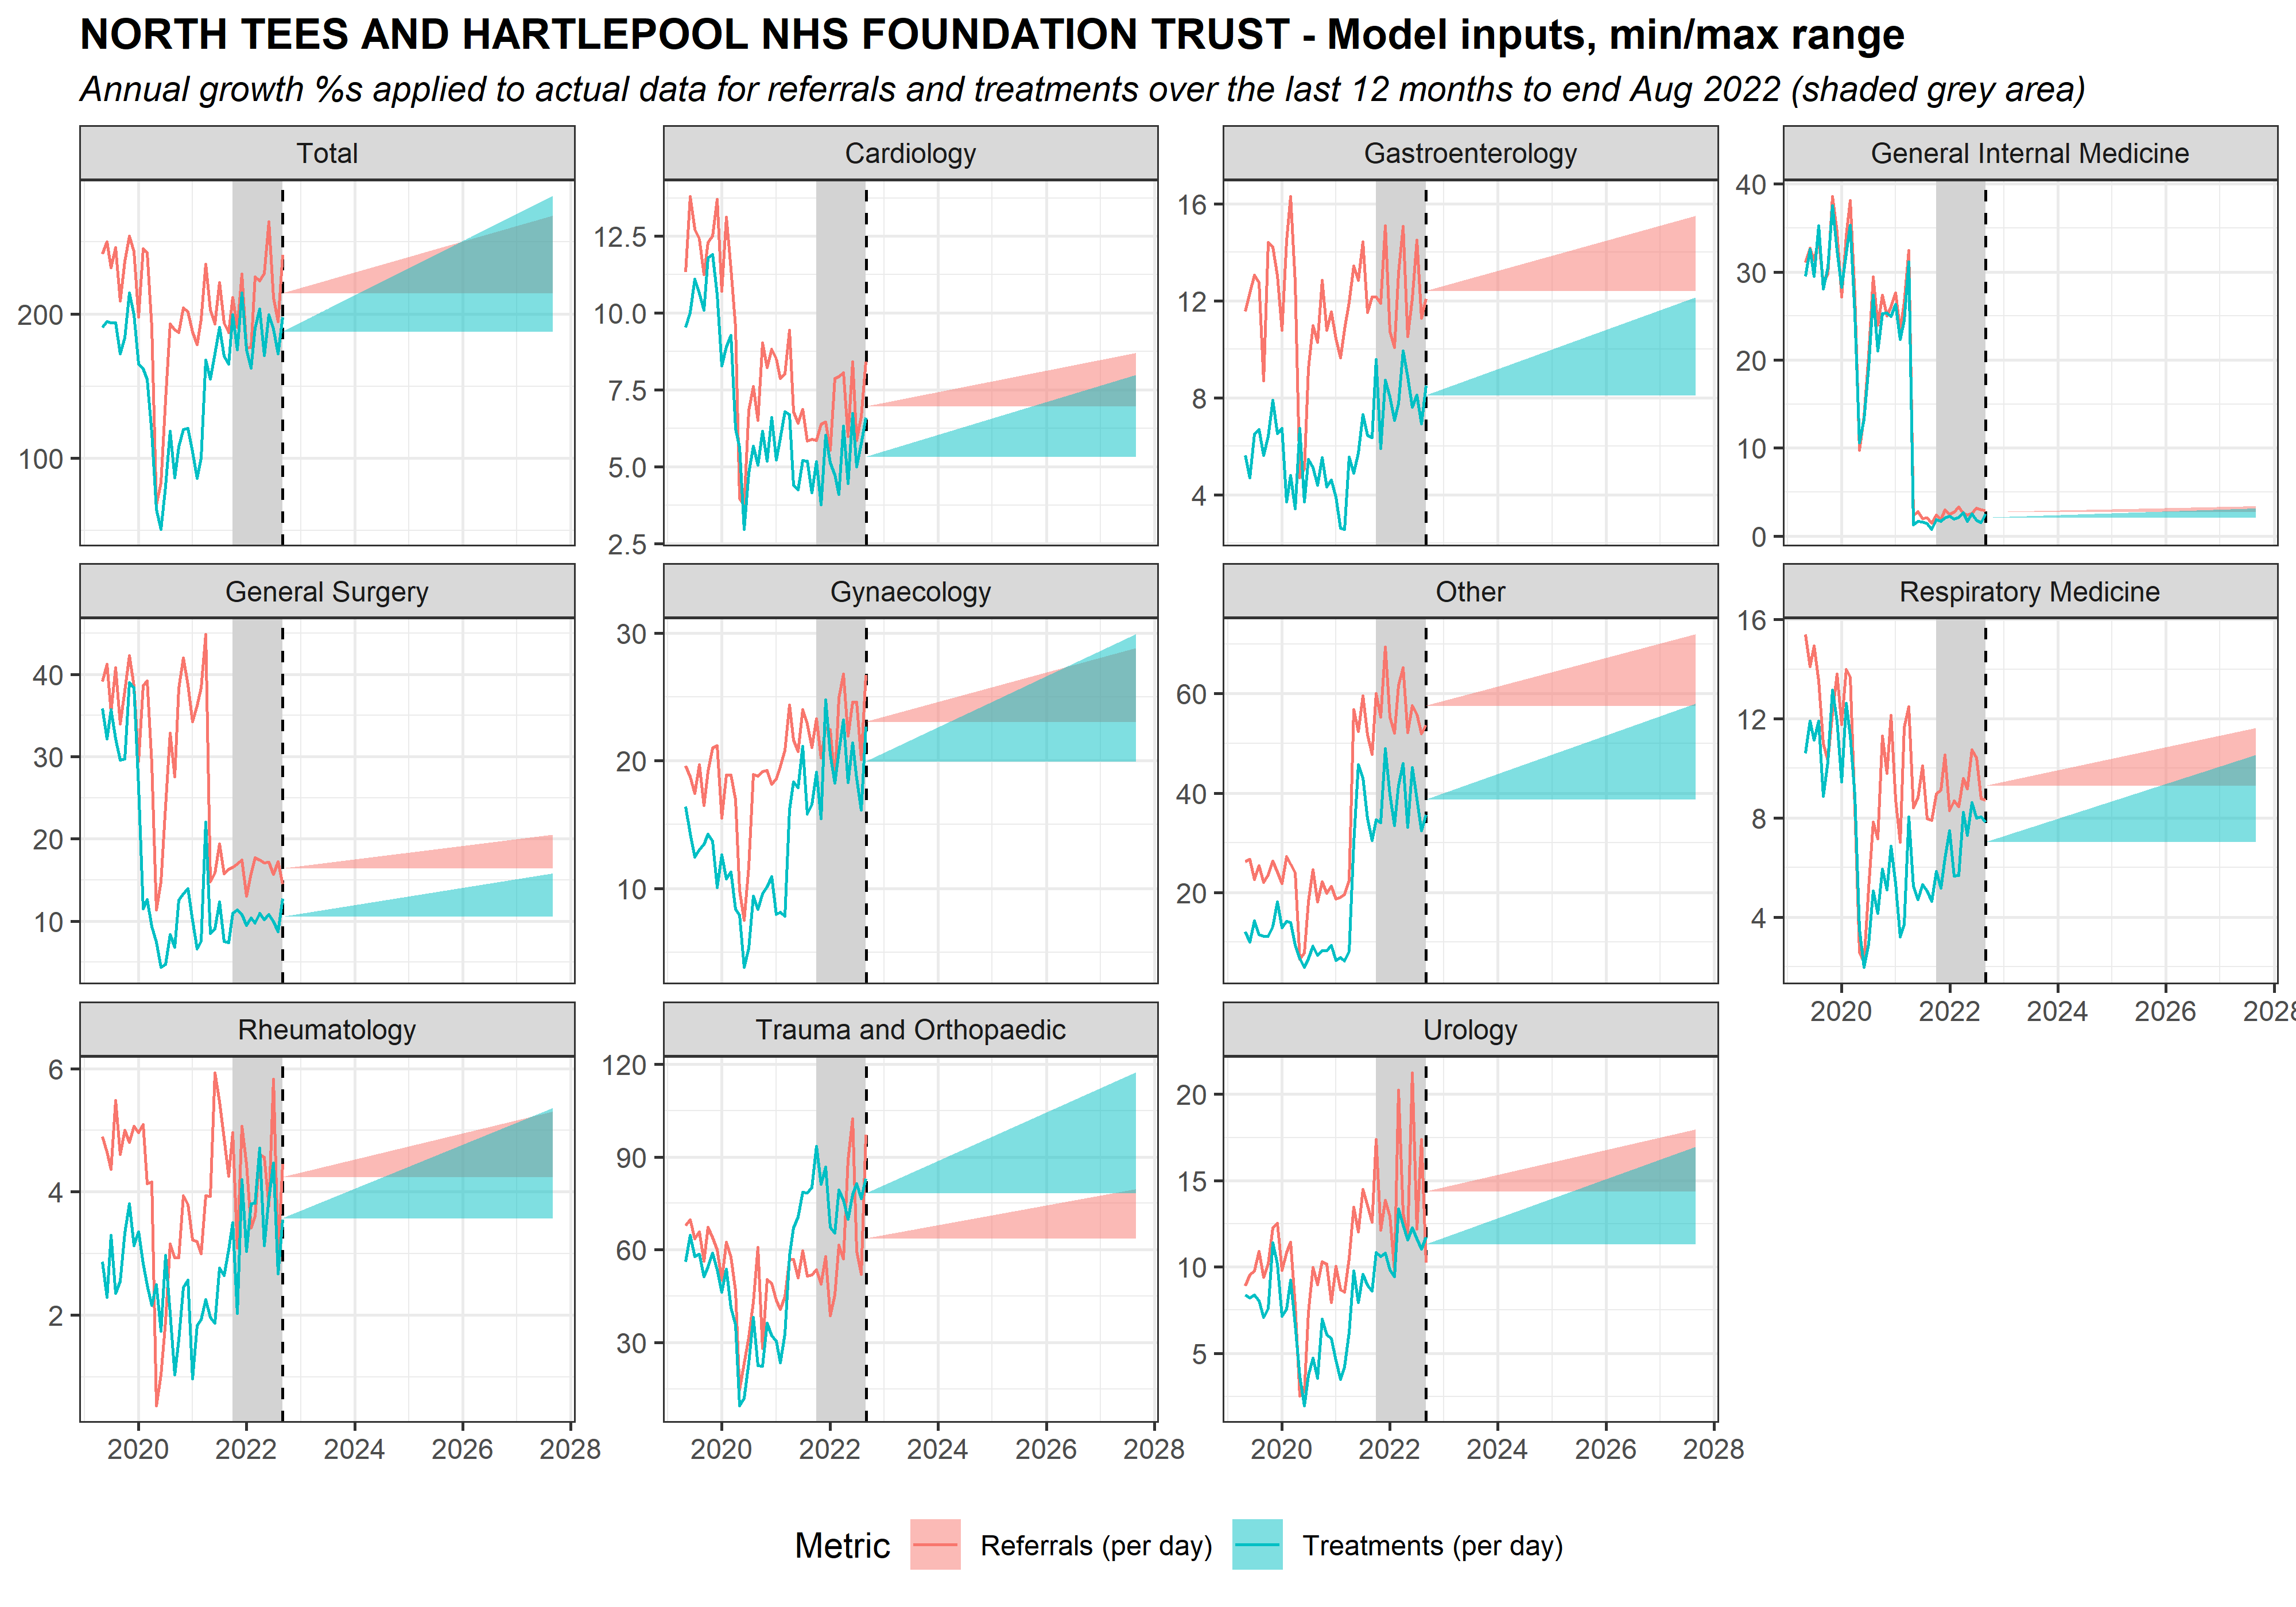 NORTH TEES AND HARTLEPOOL NHS FOUNDATION TRUST - Model inputs, min/max range
Annual growth %s applied to actual data for referrals and treatments over the last 12 months to end Aug 2022 (shaded grey area)
Total
200
100
Cardiology
12.5
10.0
7.5
5.0
2.5
Gastroenterology
16
12
8
4
General Internal Medicine
40
30
20
10
0
General Surgery
40
30
20
10
Gynaecology
30
20
10
Other
60
40
20
Respiratory Medicine
16
12
8
4
2020 2022 2024 2026 2028
Rheumatology
6
4
2
2020 2022 2024 2026 2028
Trauma and Orthopaedic
120
90
60
30
2020 2022 2024 2026 2028
Urology
20
15
10
5
2020 2022 2024 2026 2028
Metric Referrals (per day) Treatments (per day)